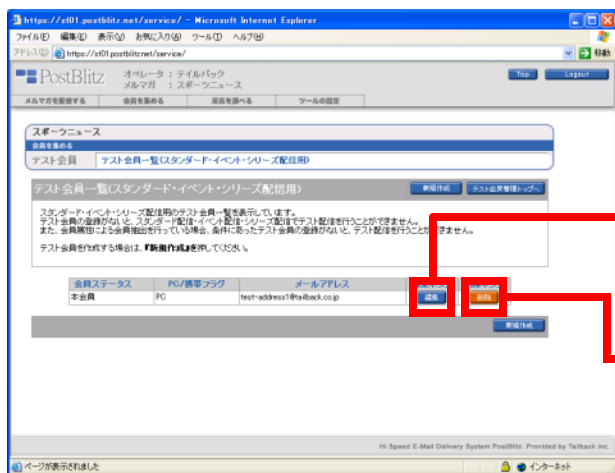 https://sf01.postblitz.net/service/ - Microsoft Internet Explorer
ファイル(F) 編集(E) 表示(V) お気に入り(A) ツール(T) ヘルプ(H)
アドレス(D) https://sf01.postblitz.net/service/ 移動
PostBlitz オペレータ : テイルバック Top Logout
メルマガ : スポーツニュース
メルマガを配信する 会員を集める 反応を調べる ツールの設定
スポーツニュース
会員を集める
テスト会員 テスト会員一覧(スタンダード・イベント・シリーズ配信用)
テスト会員一覧(スタンダード・イベント・シリーズ配信用) 新規作成 テスト会員管理トップへ
スタンダード・イベント・シリーズ配信用のテスト会員一覧を表示しています。
テスト会員の登録がないと、スタンダード配信・イベント配信・シリーズ配信でテスト配信を行うことができません。
また、会員属性による会員抽出を行っている場合、条件にあったテスト会員の登録がないと、テスト配信を行うことができません。
テスト会員を作成する場合は、『新規作成』を押してください。
会員ステータス PC/携帯フラグ メールアドレス
本会員 PC test-address1@tailback.co.jp 編集 削除
新規作成
Hi Speed E-Mail Delivery System PostBlitz. Provided by Tailback inc.
ページが表示されました インターネット